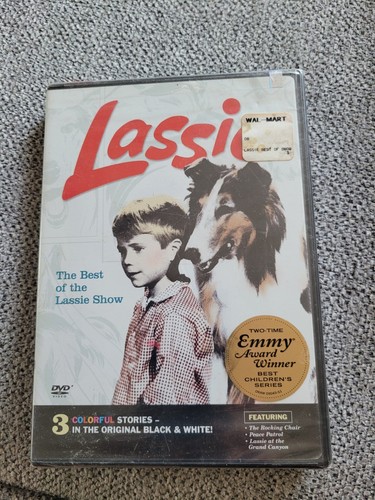 Lassie
WAL-MART
The Best
of the
Lassie Show
TWO-TIME
Emmy
Award
Winner
BEST
CHILDREN'S
SERIES
DVD
VIDEO
3 COLORFUL STORIES –
IN THE ORIGINAL BLACK & WHITE!
FEATURING
• The Rocking Chair
• Peace Patrol
• Lassie at the
Grand Canyon